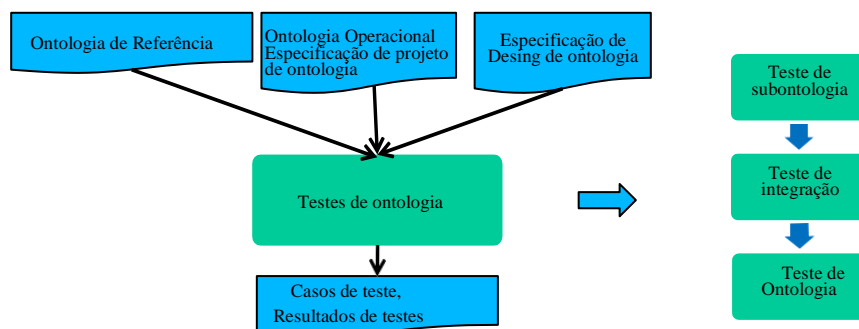 Ontologia de Referência
Ontologia Operacional
Especificação de projeto
de ontologia
Especificação de
Desing de ontologia
Testes de ontologia
Casos de teste,
Resultados de testes
Teste de
subontologia
Teste de
integração
Teste de
Ontologia